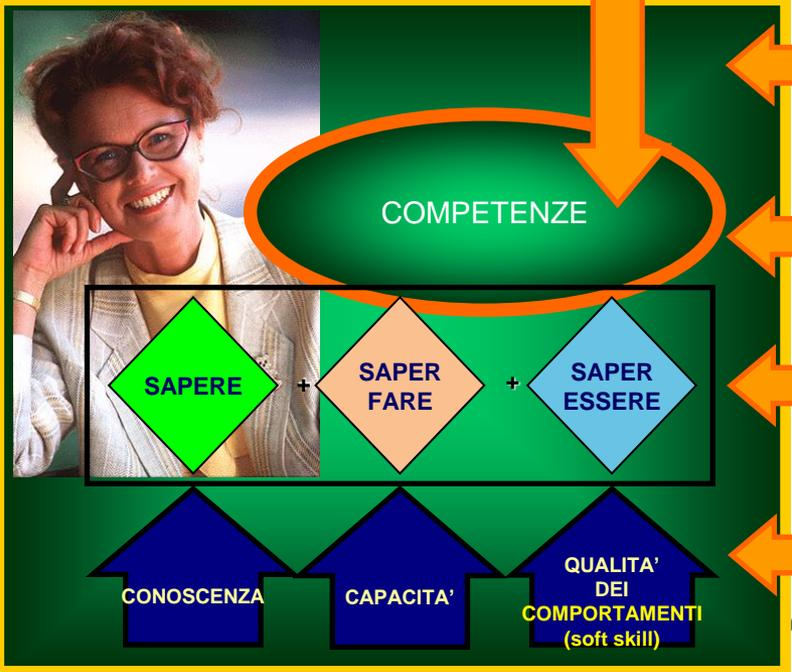 COMPETENZE
SAPERE
+
SAPER
FARE
+
SAPER
ESSERE
CONOSCENZA
CAPACITA’
QUALITA’
DEI
COMPORTAMENTI
(soft skill)